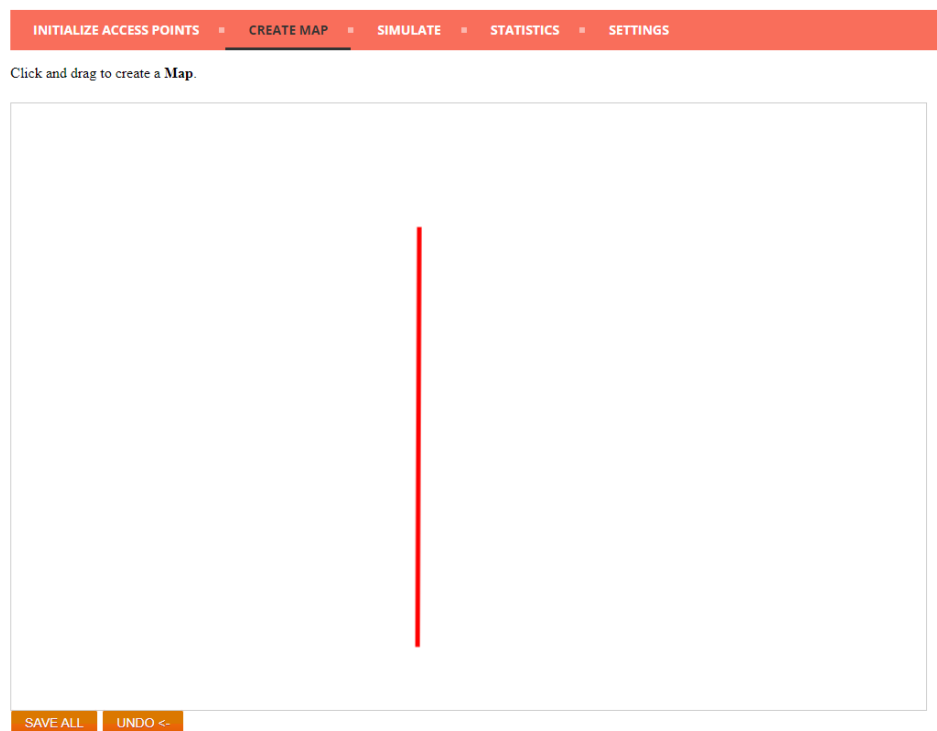 INITIALIZE ACCESS POINTS CREATE MAP SIMULATE STATISTICS SETTINGS
Click and drag to create a Map.
SAVE ALL UNDO <-